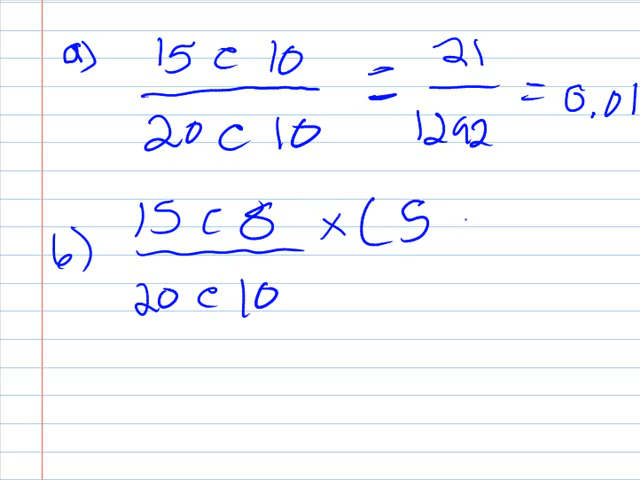 a) 15 c 10 / 20 c 10 = 21 / 1292 = 0.01
b) 15 c 8 / 20 c 10 × ( 5